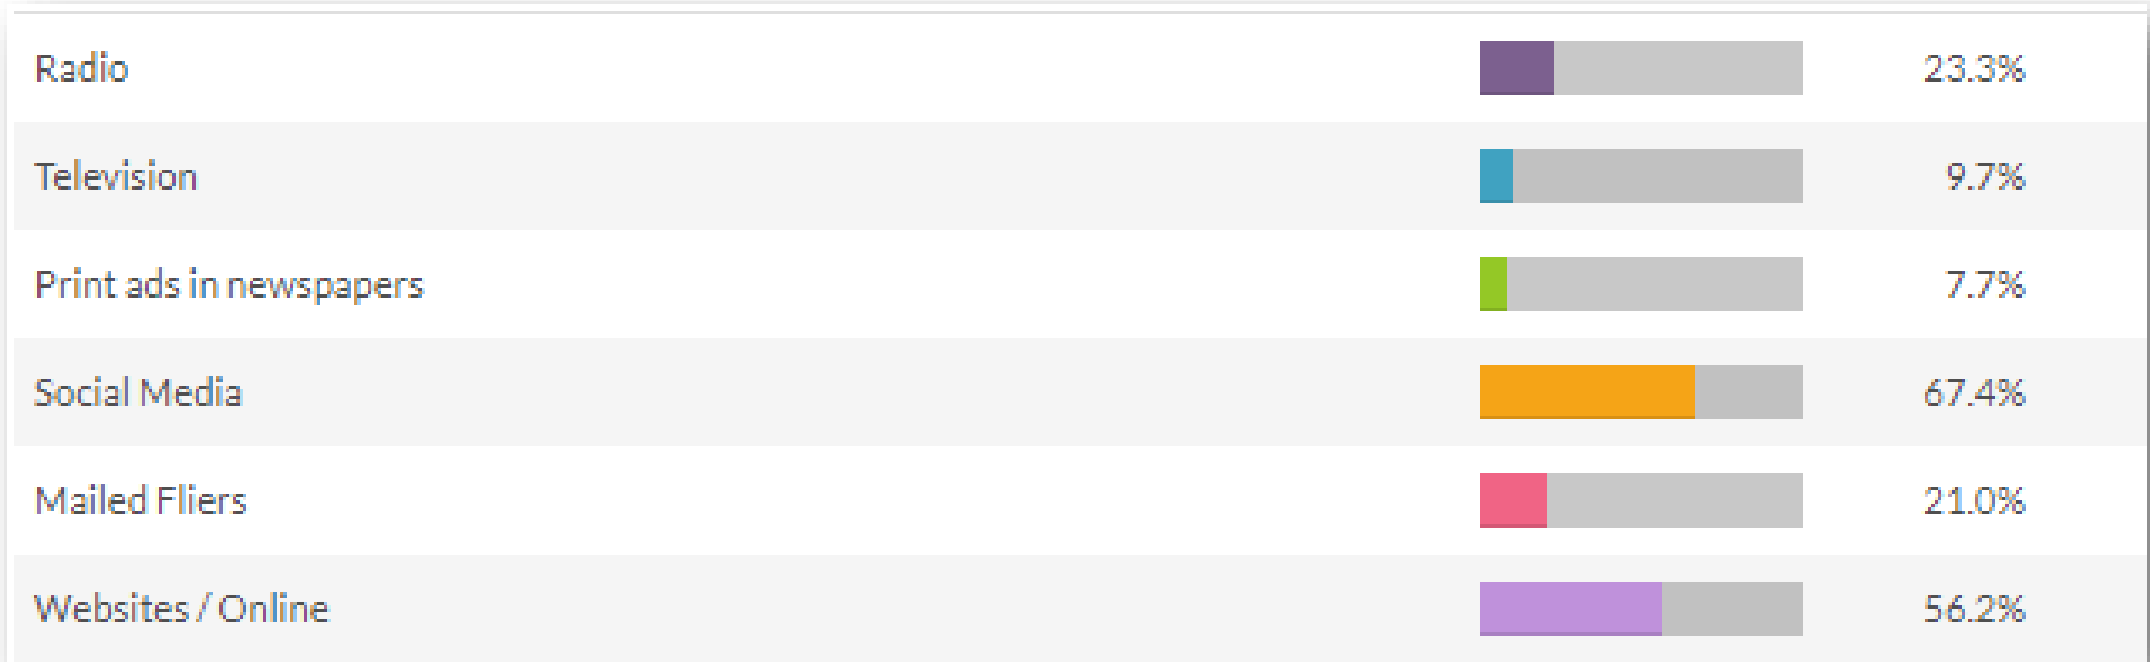 Radio 23.3%
Television 9.7%
Print ads in newspapers 7.7%
Social Media 67.4%
Mailed Fliers 21.0%
Websites / Online 56.2%